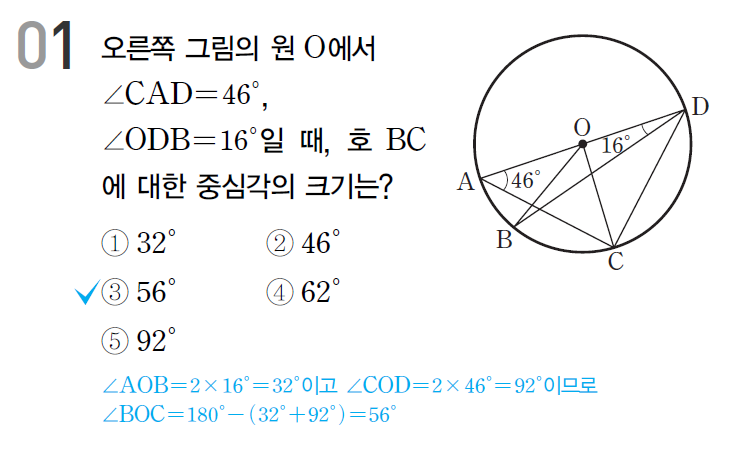 01
오른쪽 그림의 원 O에서
∠CAD=46°,
∠ODB=16°일 때, 호 BC
에 대한 중심각의 크기는?
① 32° ② 46°
③ 56° ④ 62°
⑤ 92°
∠AOB=2×16°=32°이고 ∠COD=2×46°=92°이므로
∠BOC=180°-(32°+92°)=56°
D
O
16°
A
46°
B
C